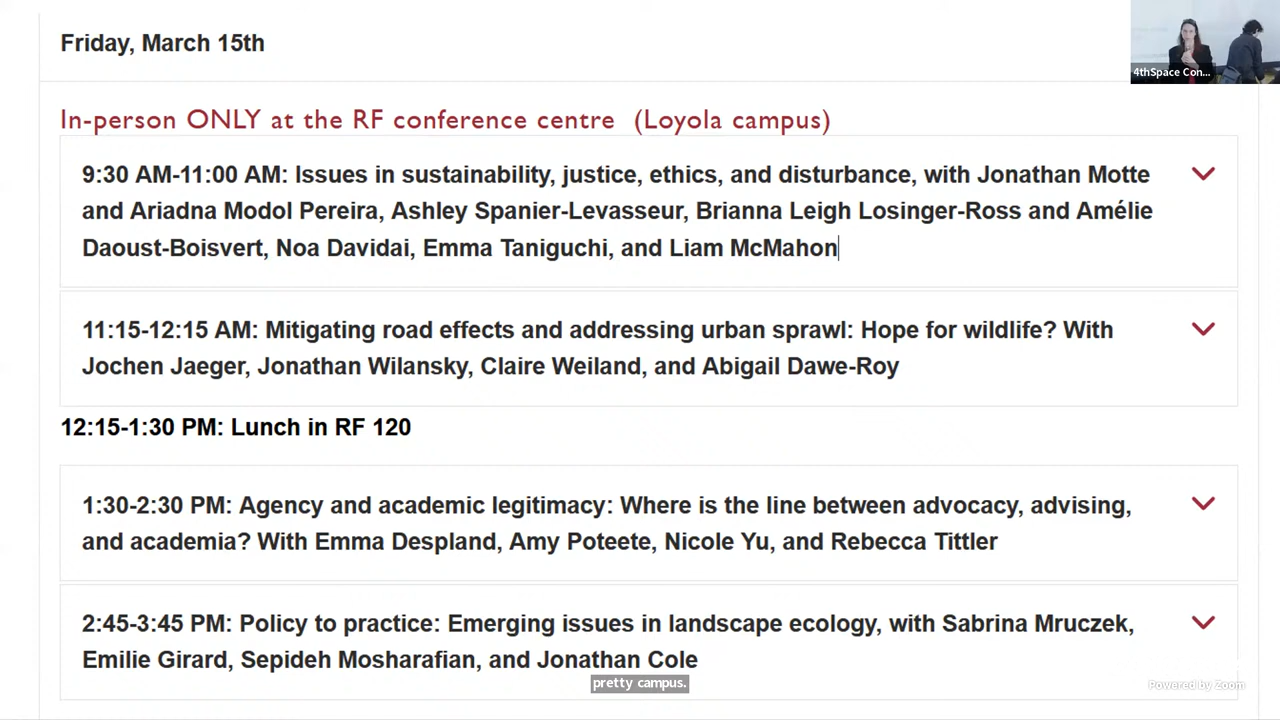 Friday, March 15th
4thSpace Con...
In-person ONLY at the RF conference centre (Loyola campus)
9:30 AM-11:00 AM: Issues in sustainability, justice, ethics, and disturbance, with Jonathan Motte
and Ariadna Modol Pereira, Ashley Spanier-Levasseur, Brianna Leigh Losinger-Ross and Amélie
Daoust-Boisvert, Noa Davidai, Emma Taniguchi, and Liam McMahon
11:15-12:15 AM: Mitigating road effects and addressing urban sprawl: Hope for wildlife? With
Jochen Jaeger, Jonathan Wilansky, Claire Weiland, and Abigail Dawe-Roy
12:15-1:30 PM: Lunch in RF 120
1:30-2:30 PM: Agency and academic legitimacy: Where is the line between advocacy, advising,
and academia? With Emma Despland, Amy Poteete, Nicole Yu, and Rebecca Tittler
2:45-3:45 PM: Policy to practice: Emerging issues in landscape ecology, with Sabrina Mruczek,
Emilie Girard, Sepideh Mosharafian, and Jonathan Cole
pretty campus.
Powered by Zoom